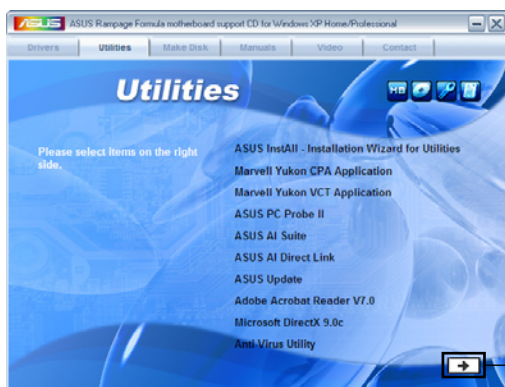 ASUS ASUS Rampage Formula motherboard support CD for Windows XP Home/Professional
Drivers Utilities Make Disk Manuals Video Contact
Utilities
Please select items on the right
side.
ASUS InstAll - Installation Wizard for Utilities
Marvell Yukon CPA Application
Marvell Yukon VCT Application
ASUS PC Probe II
ASUS AI Suite
ASUS AI Direct Link
ASUS Update
Adobe Acrobat Reader V7.0
Microsoft DirectX 9.0c
Anti-Virus Utility